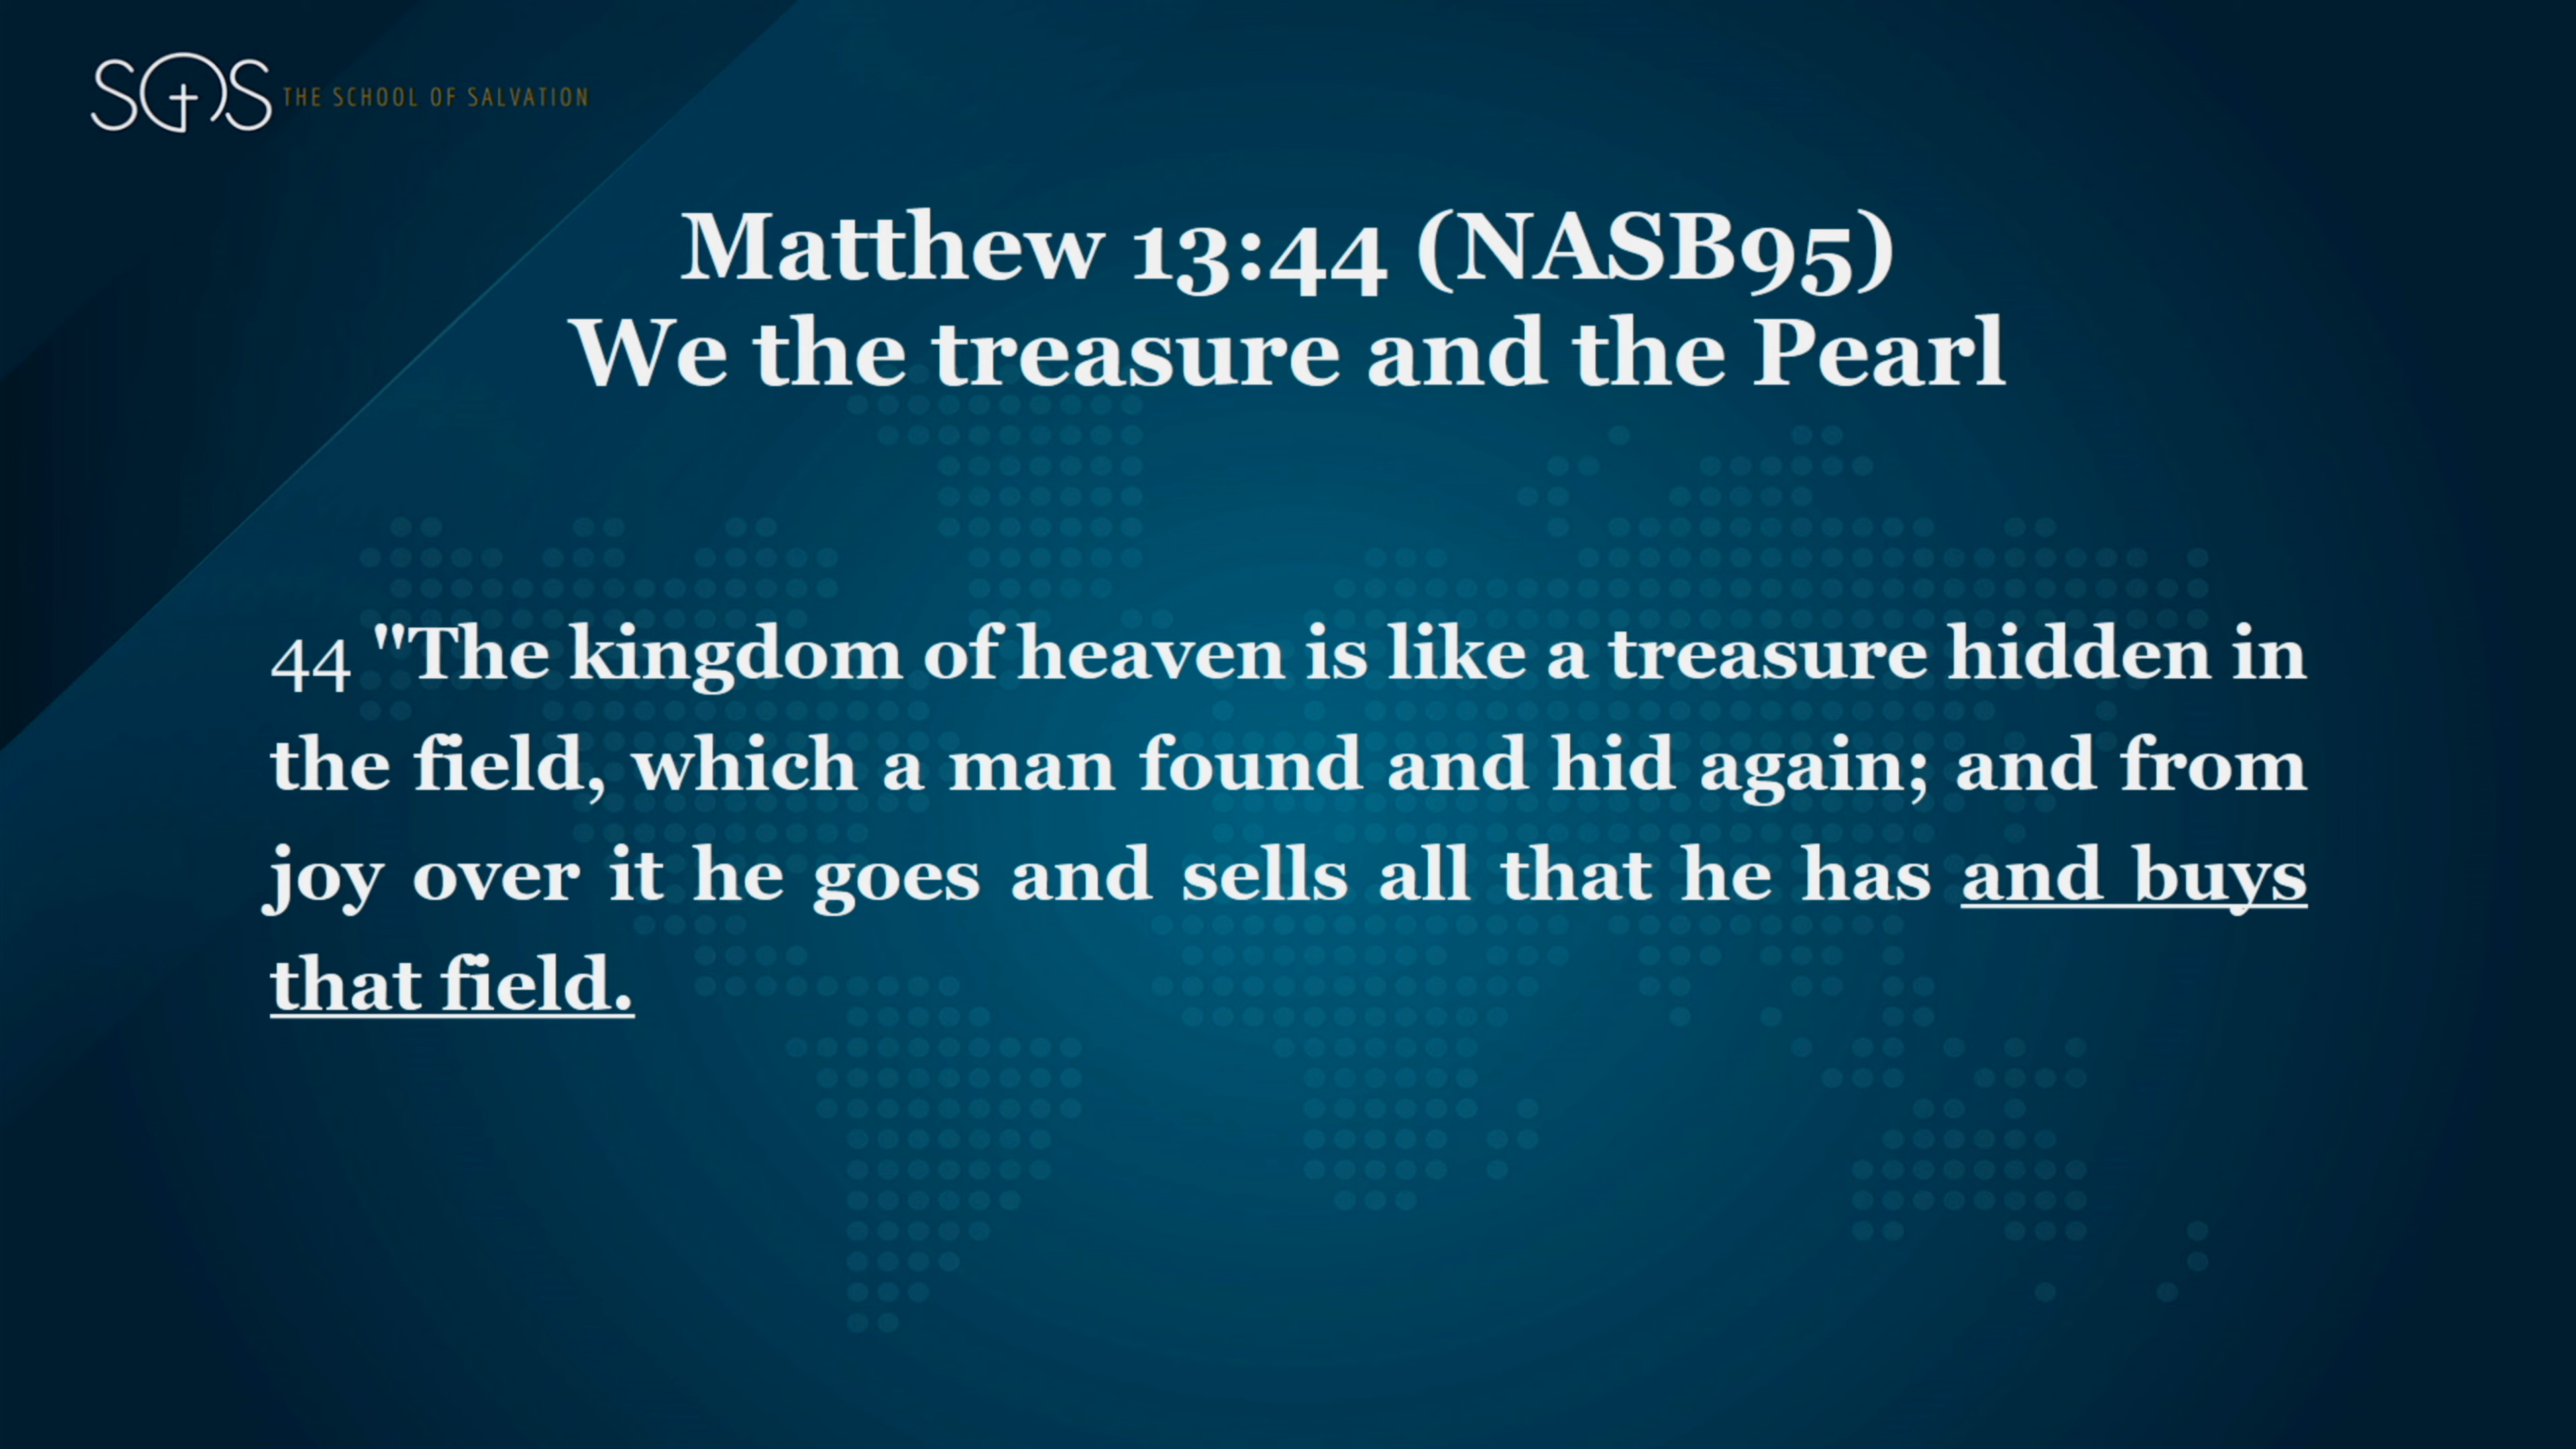 SOS THE SCHOOL OF SALVATION
Matthew 13:44 (NASB95)
We the treasure and the Pearl
44 "The kingdom of heaven is like a treasure hidden in
the field, which a man found and hid again; and from
joy over it he goes and sells all that he has and buys
that field.